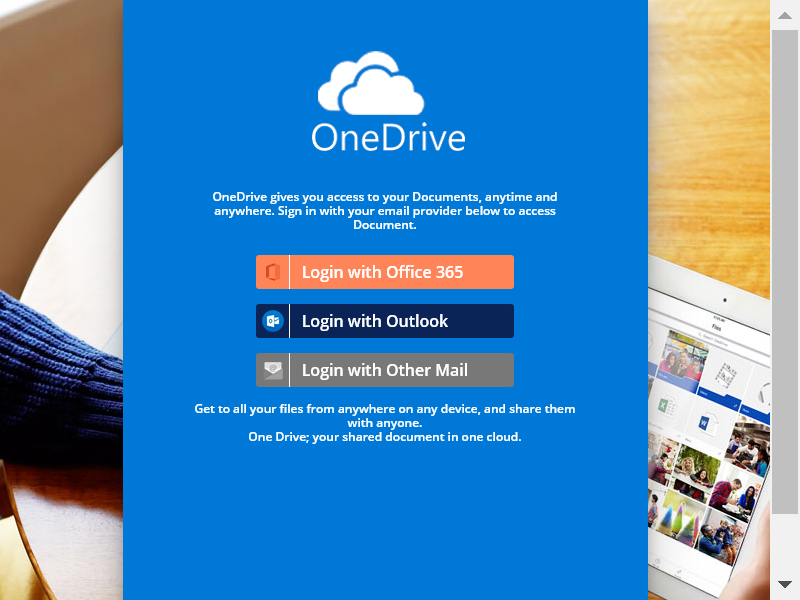 OneDrive
OneDrive gives you access to your Documents, anytime and
anywhere. Sign in with your email provider below to access
Document.
Login with Office 365
Login with Outlook
Login with Other Mail
Get to all your files from anywhere on any device, and share them
with anyone.
One Drive; your shared document in one cloud.
Files